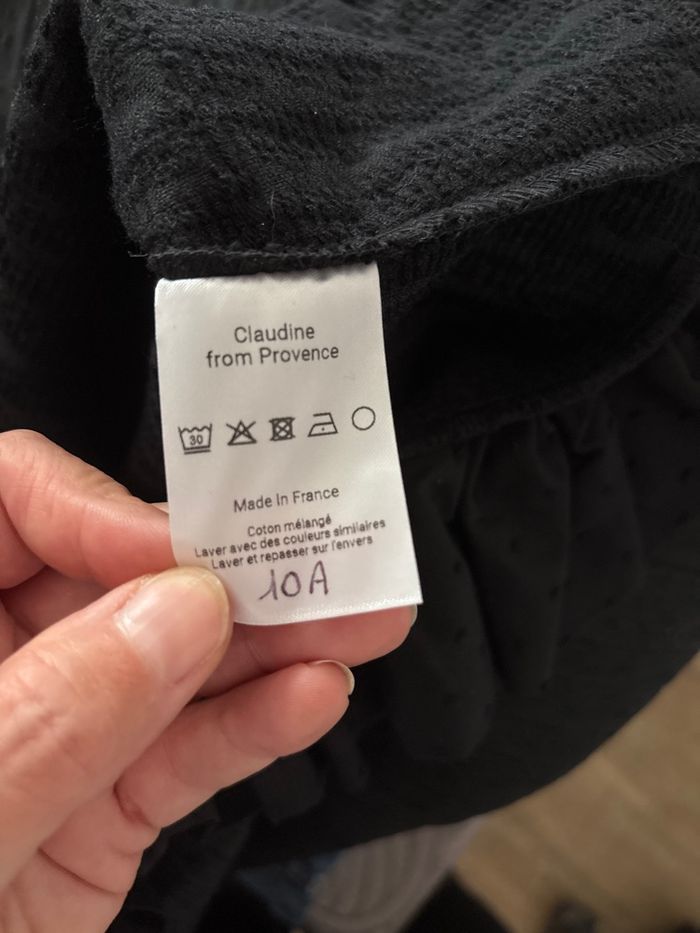 Claudine
from Provence
30
Made In France
Coton mélangé
Laver avec des couleurs similaires
Laver et repasser sur l'envers
10A